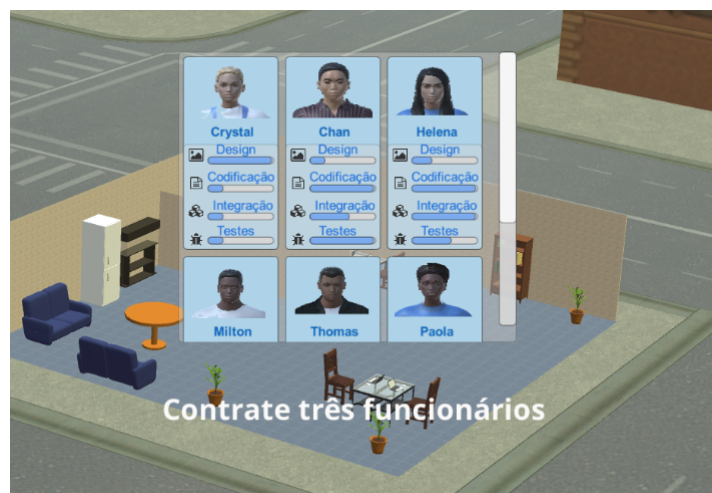 Crystal Chan Helena
Design Design Design
Codificação Codificação Codificação
Integração Integração Integração
Testes Testes Testes
Milton Thomas Paola
Contrate três funcionários